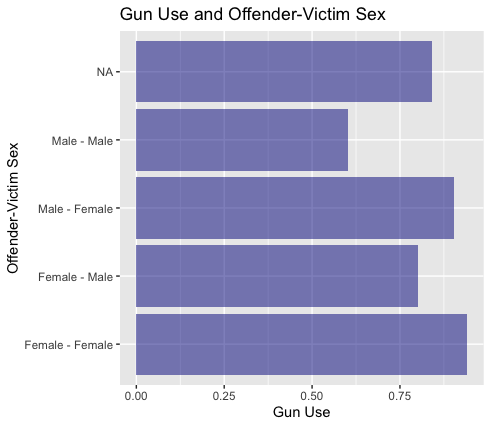 Gun Use and Offender-Victim Sex
Offender-Victim Sex
NA
Male - Male
Male - Female
Female - Male
Female - Female
0.00 0.25 0.50 0.75
Gun Use